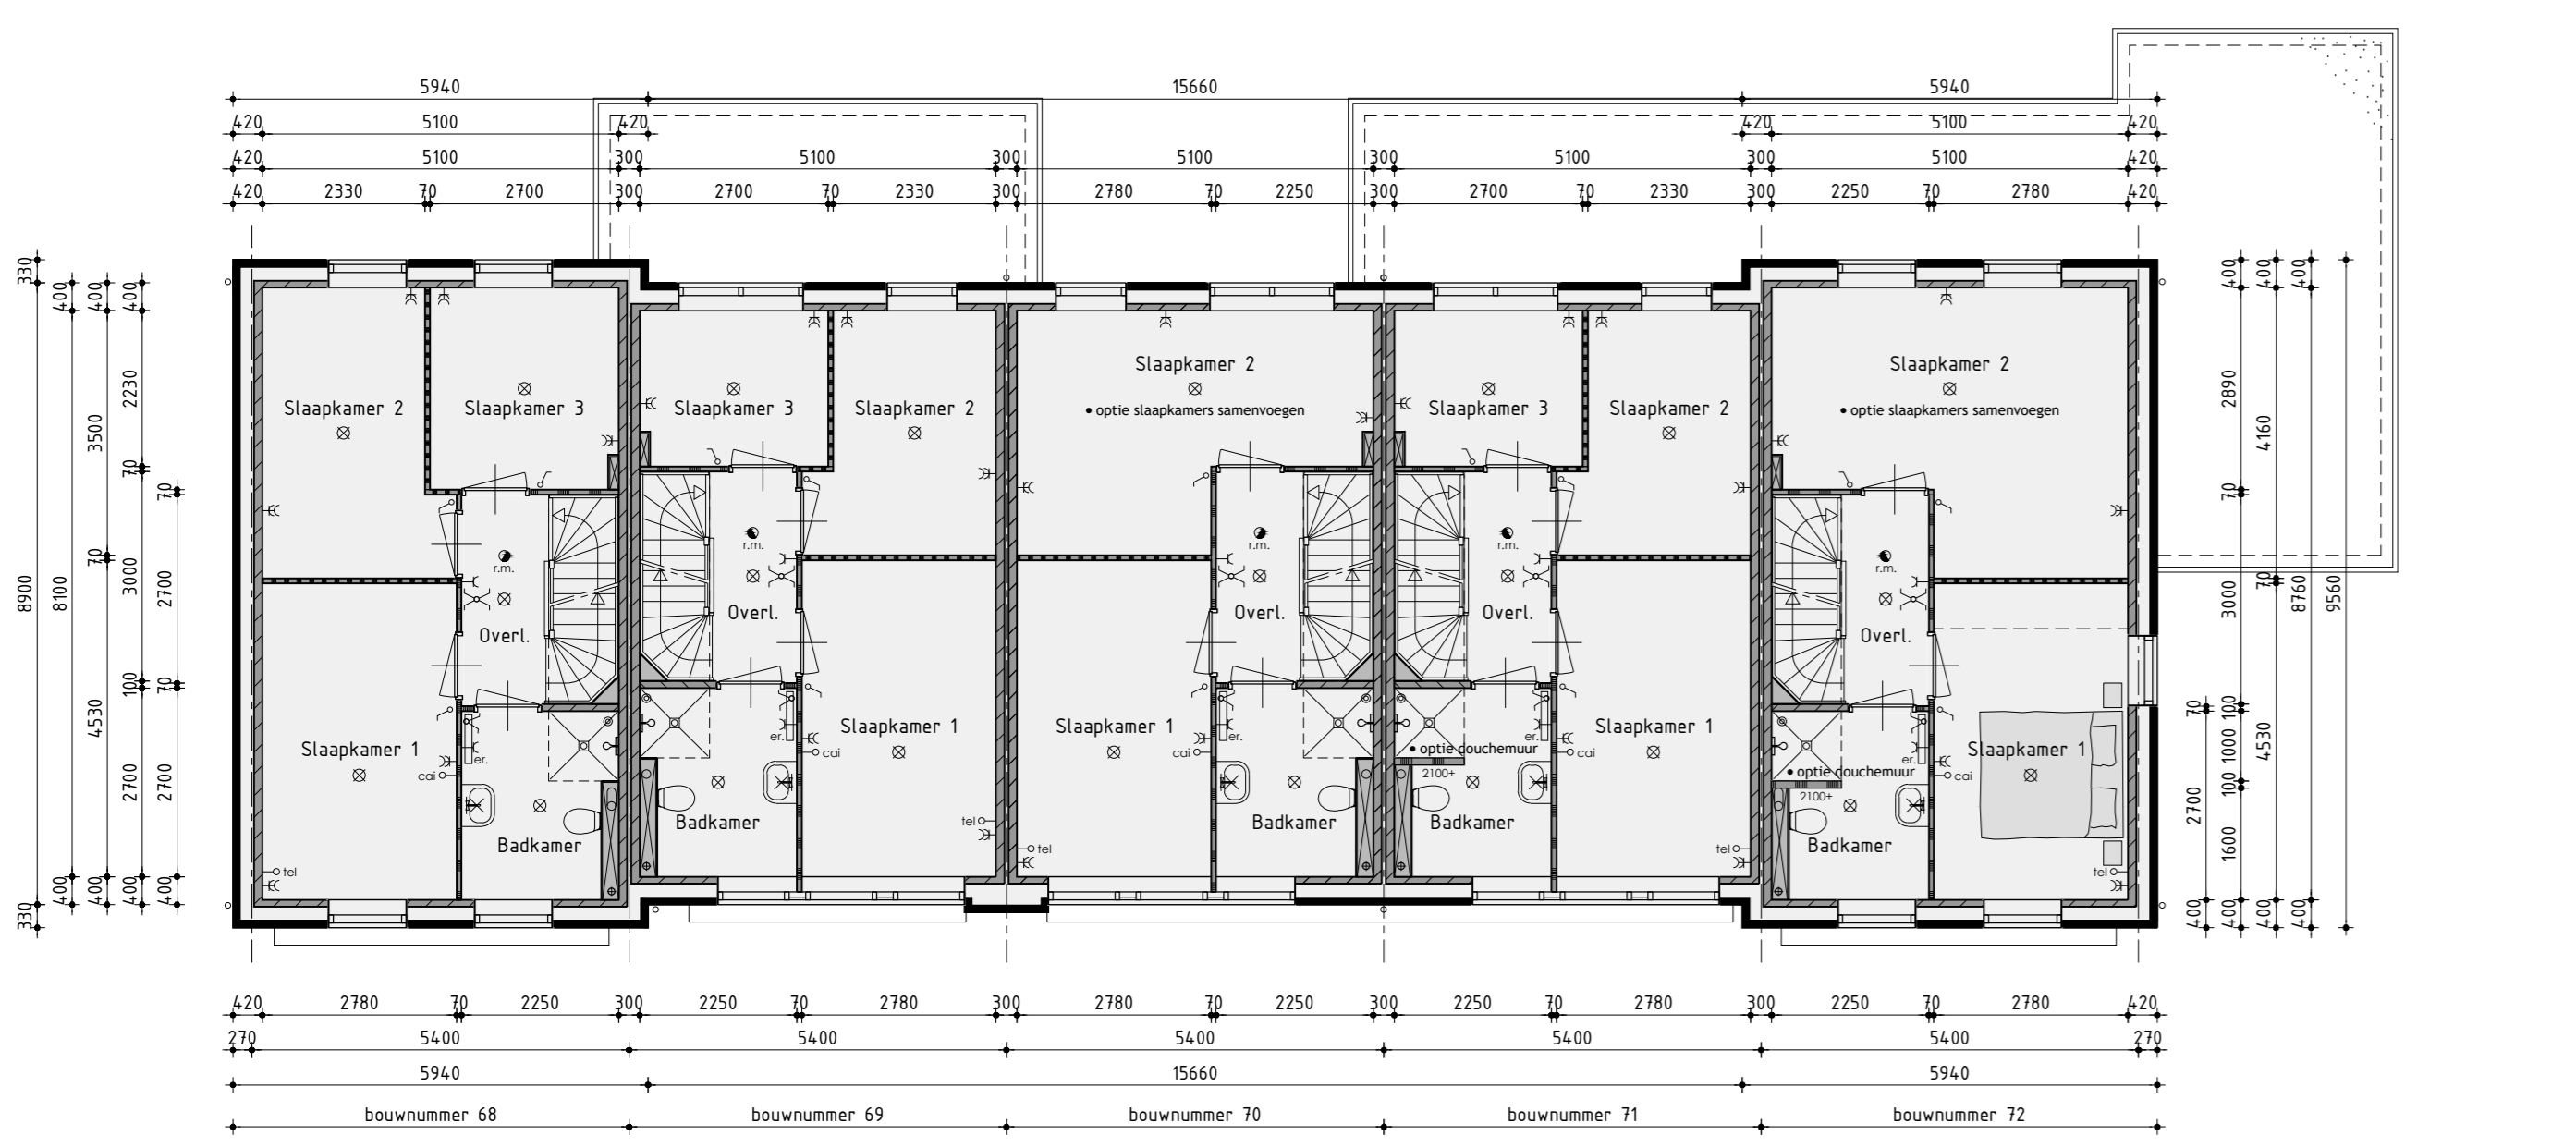 5940 15660 5940
420 5100 420 420 5100 420
420 5100 300 5100 300 5100 300 5100 300 5100 420
420 2330 70 2700 300 2700 70 2330 300 2780 70 2250 300 2700 70 2330 300 2250 70 2780 420
330 8900 330
400 8100 400
400 3500 70 4530 400
400 2230 70 3000 100 2700 400
70 2700 70 2700
Slaapkamer 2
Slaapkamer 3
r.m.
Overl.
Slaapkamer 1
cai
er.
tel
Badkamer
Slaapkamer 3
Slaapkamer 2
r.m.
Overl.
er.
cai
Slaapkamer 1
Badkamer
tel
Slaapkamer 2
• optie slaapkamers samenvoegen
r.m.
Overl.
Slaapkamer 1
cai
er.
Badkamer
tel
Slaapkamer 3
Slaapkamer 2
r.m.
Overl.
er.
cai
Slaapkamer 1
• optie douchemuur
2100+
Badkamer
tel
Slaapkamer 2
• optie slaapkamers samenvoegen
r.m.
Overl.
er.
cai
Slaapkamer 1
• optie douchemuur
2100+
Badkamer
tel
70 2700 400
400 2890 70 3000 100 1000 100 1600 400
400 4160 70 4530 400
400 8760 400
9560
420 2780 70 2250 300 2250 70 2780 300 2780 70 2250 300 2250 70 2780 300 2250 70 2780 420
270 5400 5400 5400 5400 5400 270
5940 15660 5940
bouwnummer 68 bouwnummer 69 bouwnummer 70 bouwnummer 71 bouwnummer 72